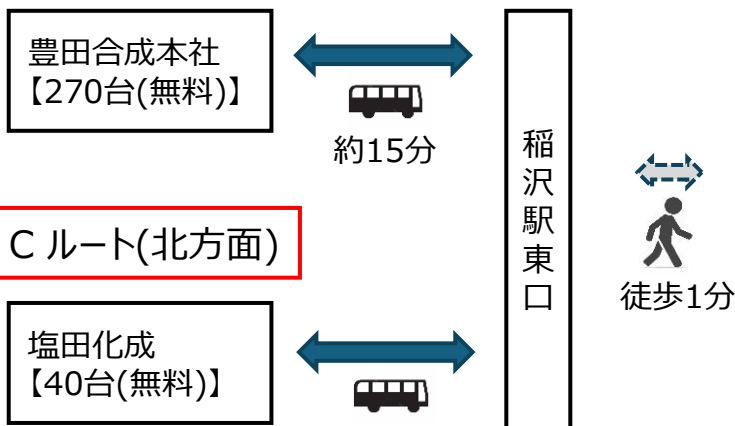 豊田合成本社
【270台(無料)】
約15分
稲沢駅東口
徒歩1分
C ルート(北方面)
塩田化成
【40台(無料)】